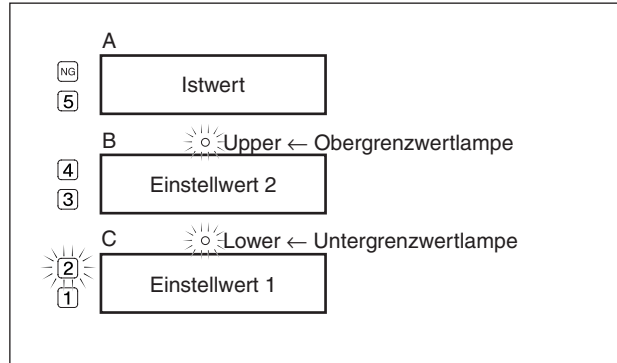 A
NG
Istwert
5
B
Upper ← Obergrenzwertlampe
4
Einstellwert 2
3
C
Lower ← Untergrenzwertlampe
2
Einstellwert 1
1